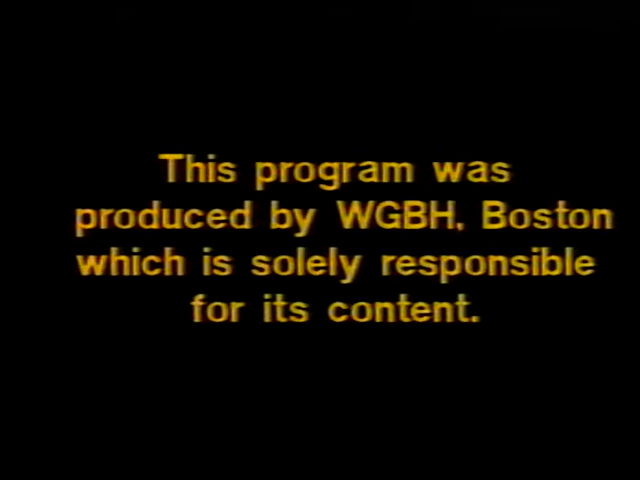 This program was
produced by WGBH, Boston
which is solely responsible
for its content.